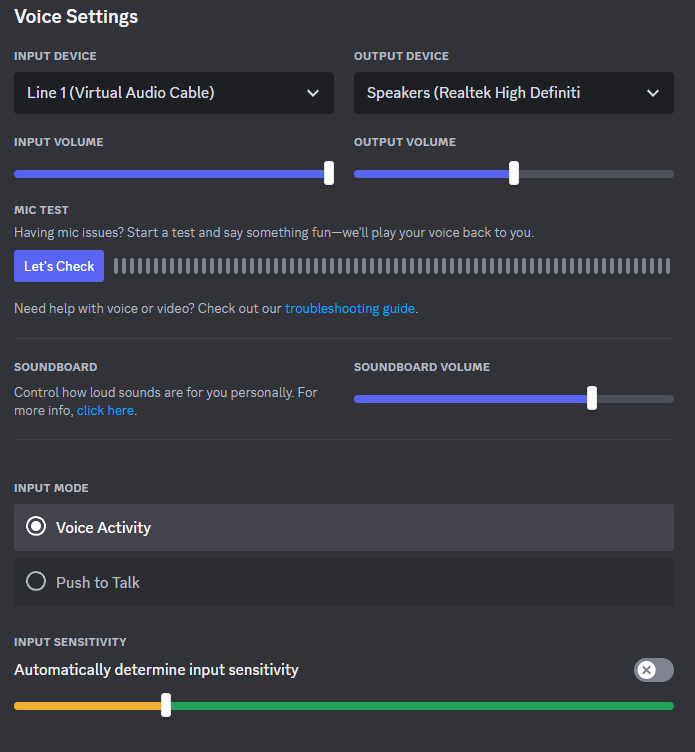 Voice Settings
INPUT DEVICE
OUTPUT DEVICE
Line 1 (Virtual Audio Cable)
Speakers (Realtek High Definiti
INPUT VOLUME
OUTPUT VOLUME
MIC TEST
Having mic issues? Start a test and say something fun—we'll play your voice back to you.
Let's Check
Need help with voice or video? Check out our troubleshooting guide.
SOUNDBOARD
Control how loud sounds are for you personally. For
more info, click here.
SOUNDBOARD VOLUME
INPUT MODE
Voice Activity
Push to Talk
INPUT SENSITIVITY
Automatically determine input sensitivity